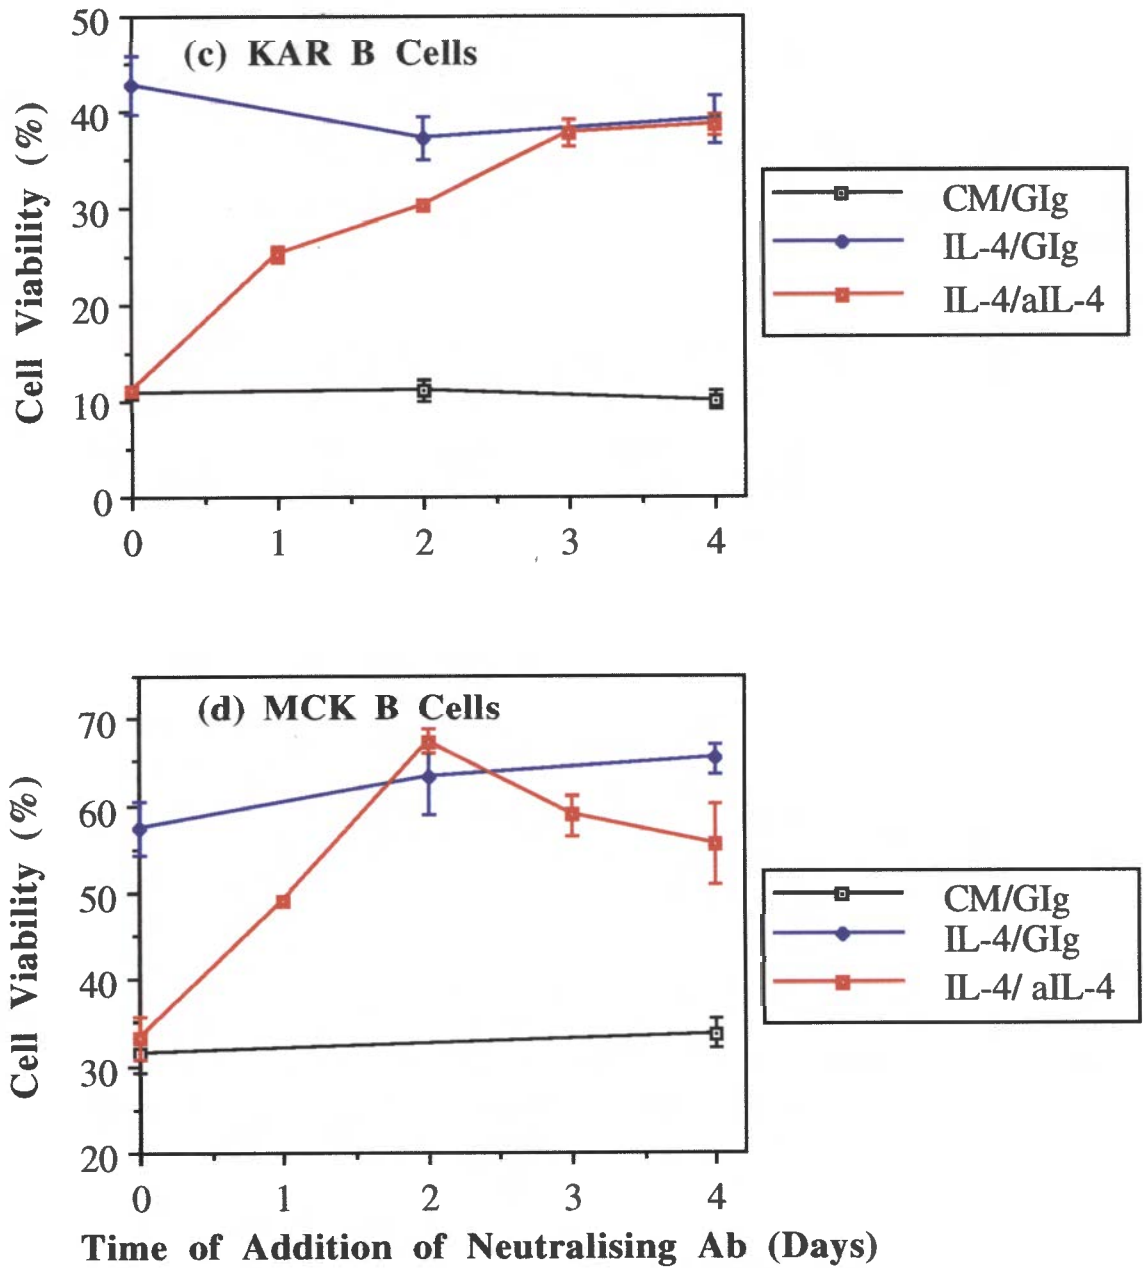 (c) KAR B Cells
Cell Viability (%)
50
40
30
20
10
0
0 1 2 3 4
CM/GIg
IL-4/GIg
IL-4/aIL-4
(d) MCK B Cells
Cell Viability (%)
70
60
50
40
30
20
0 1 2 3 4
CM/GIg
IL-4/GIg
IL-4/ aIL-4
Time of Addition of Neutralising Ab (Days)